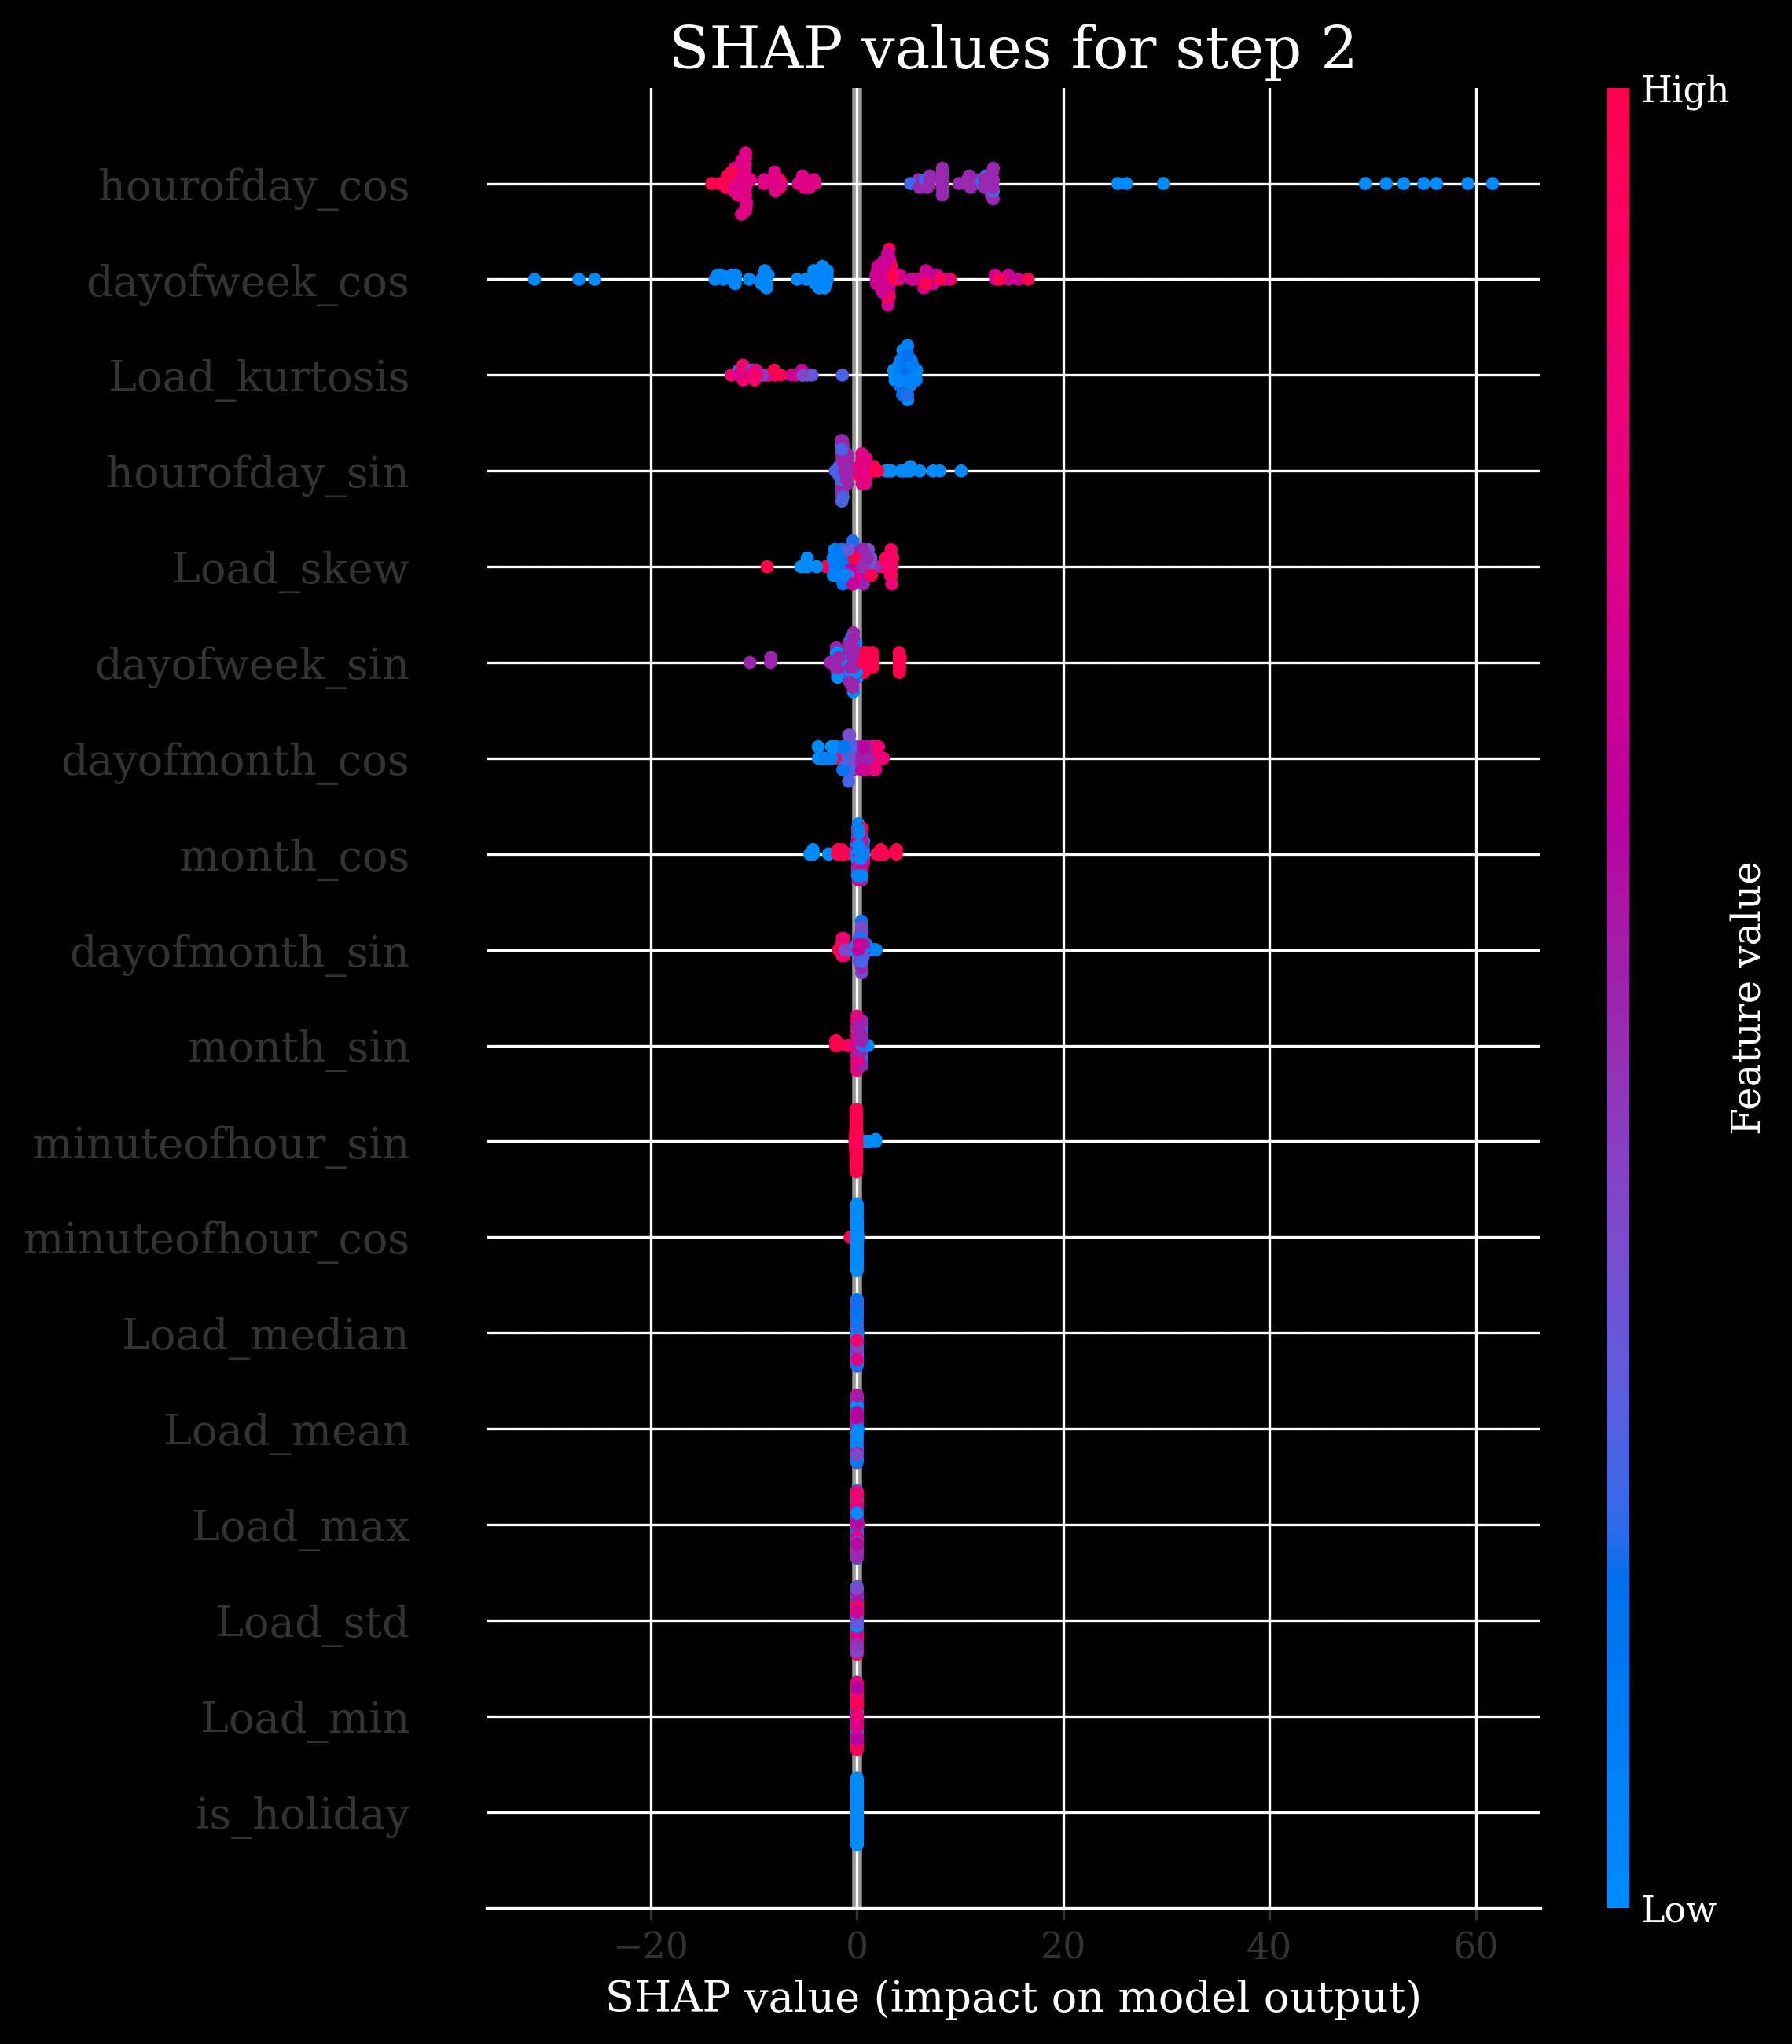 SHAP values for step 2
High
hourofday_cos
dayofweek_cos
Load_kurtosis
hourofday_sin
Load_skew
dayofweek_sin
dayofmonth_cos
month_cos
dayofmonth_sin
month_sin
minuteofhour_sin
minuteofhour_cos
Load_median
Load_mean
Load_max
Load_std
Load_min
is_holiday
Feature value
Low
−20 0 20 40 60
SHAP value (impact on model output)